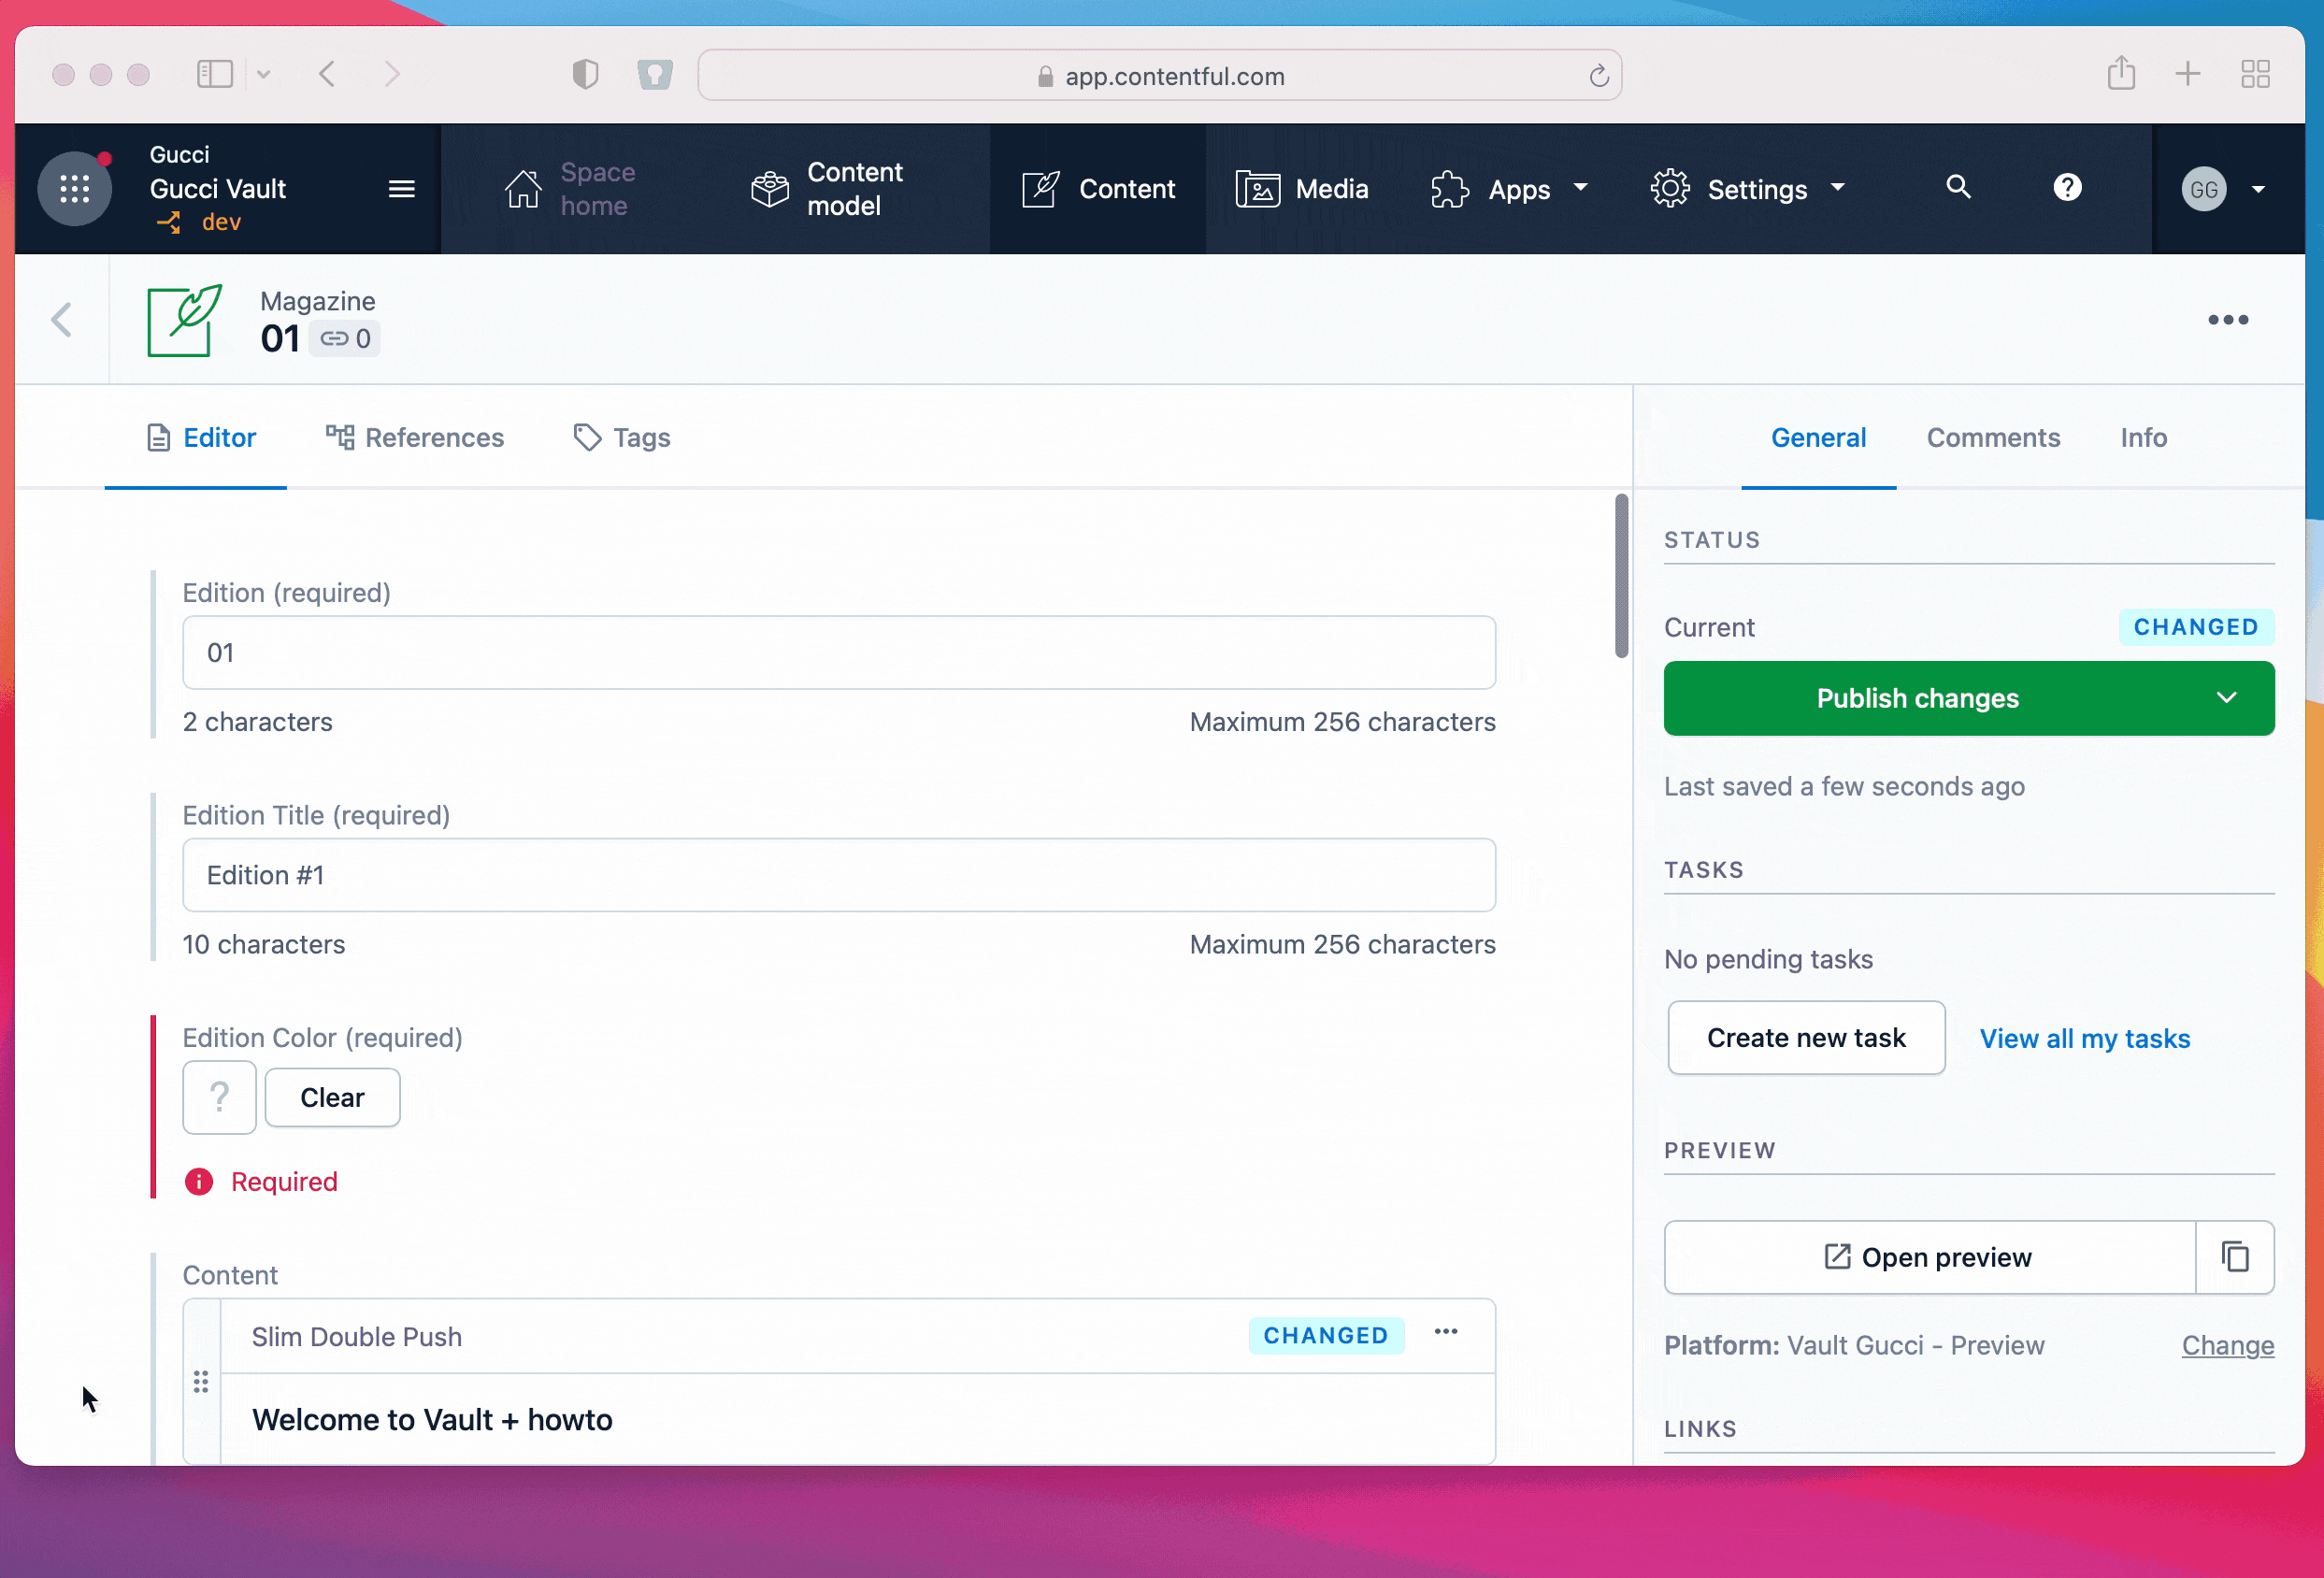 app.contentful.com
Gucci
Gucci Vault
dev
Space home
Content model
Content
Media
Apps
Settings
?
GG
Magazine
01
0
Editor
References
Tags
General
Comments
Info
Edition (required)
01
2 characters
Maximum 256 characters
Edition Title (required)
Edition #1
10 characters
Maximum 256 characters
Edition Color (required)
?
Clear
Required
Content
Slim Double Push
CHANGED
Welcome to Vault + howto
STATUS
Current
CHANGED
Publish changes
Last saved a few seconds ago
TASKS
No pending tasks
Create new task
View all my tasks
PREVIEW
Open preview
Platform: Vault Gucci - Preview
Change
LINKS